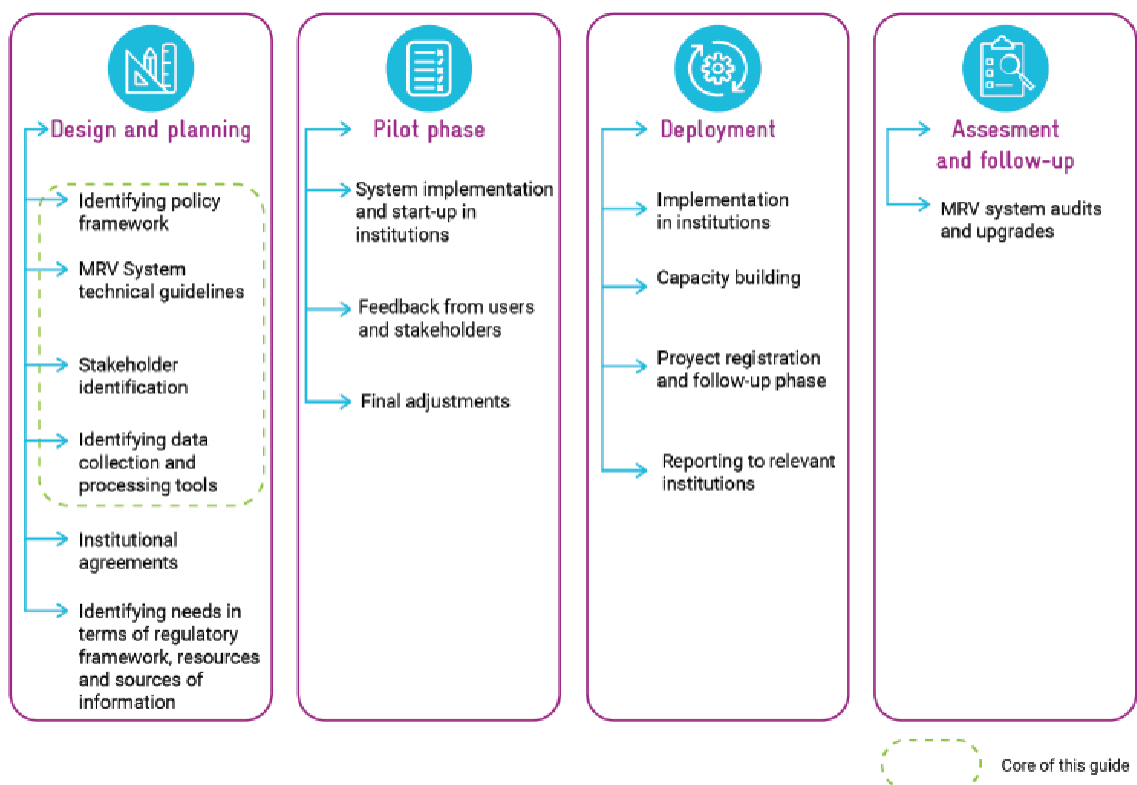 Design and planning
Identifying policy
framework
MRV System
technical guidelines
Stakeholder
identification
Identifying data
collection and
processing tools
Institutional
agreements
Identifying needs in
terms of regulatory
framework, resources
and sources of
information
Pilot phase
System implementation
and start-up in
institutions
Feedback from users
and stakeholders
Final adjustments
Deployment
Implementation
in institutions
Capacity building
Proyect registration
and follow-up phase
Reporting to relevant
institutions
Assesment
and follow-up
MRV system audits
and upgrades
Core of this guide